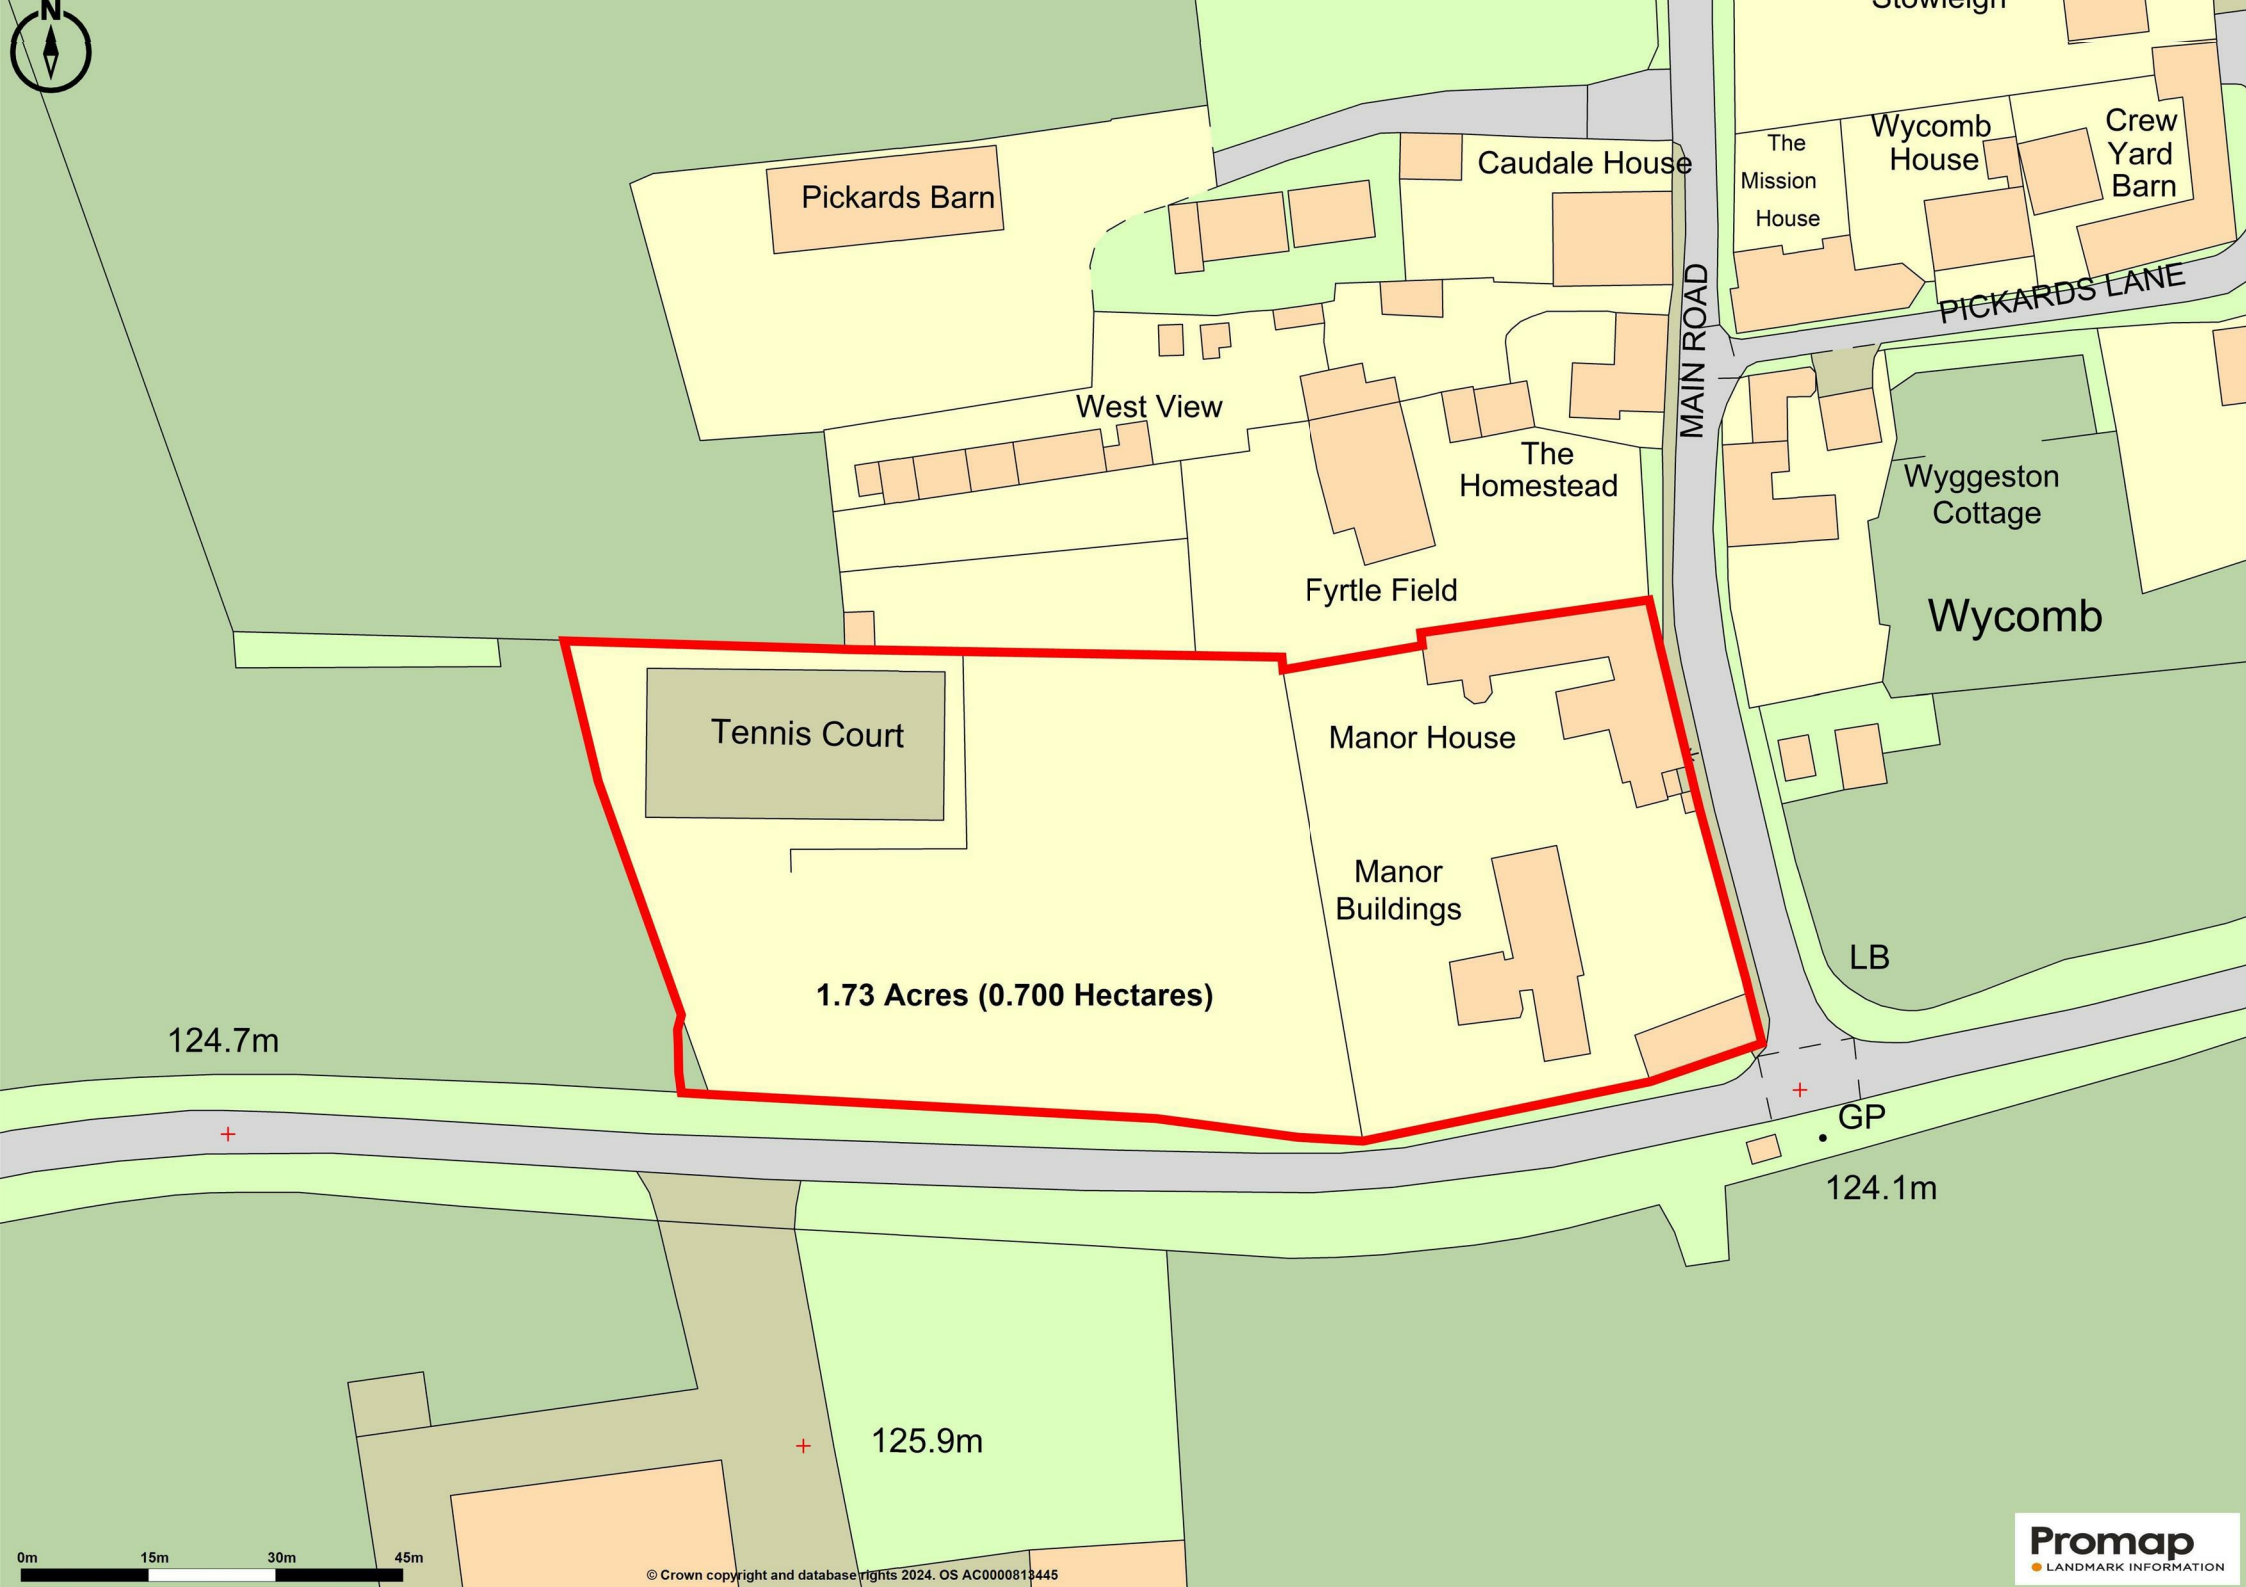 N
Stowleigh
Pickards Barn
Caudale House
The
Mission
House
Wycomb
House
Crew
Yard
Barn
PICKARDS LANE
MAIN ROAD
West View
The
Homestead
Wyggeston
Cottage
Fyrtle Field
Wycomb
Tennis Court
Manor House
Manor
Buildings
LB
1.73 Acres (0.700 Hectares)
124.7m
GP
124.1m
125.9m
0m 15m 30m 45m
© Crown copyright and database rights 2024. OS AC0000813445
Promap
LANDMARK INFORMATION